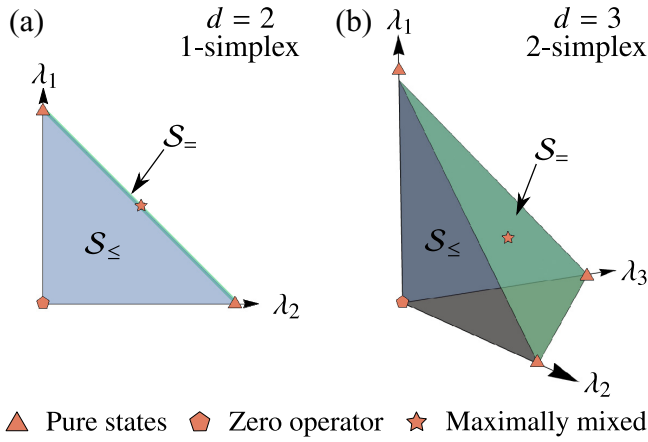 (a)
d = 2
1-simplex
λ₁
S₌
S≤
λ₂
(b)
d = 3
2-simplex
λ₁
S₌
S≤
λ₃
λ₂
Pure states
Zero operator
Maximally mixed